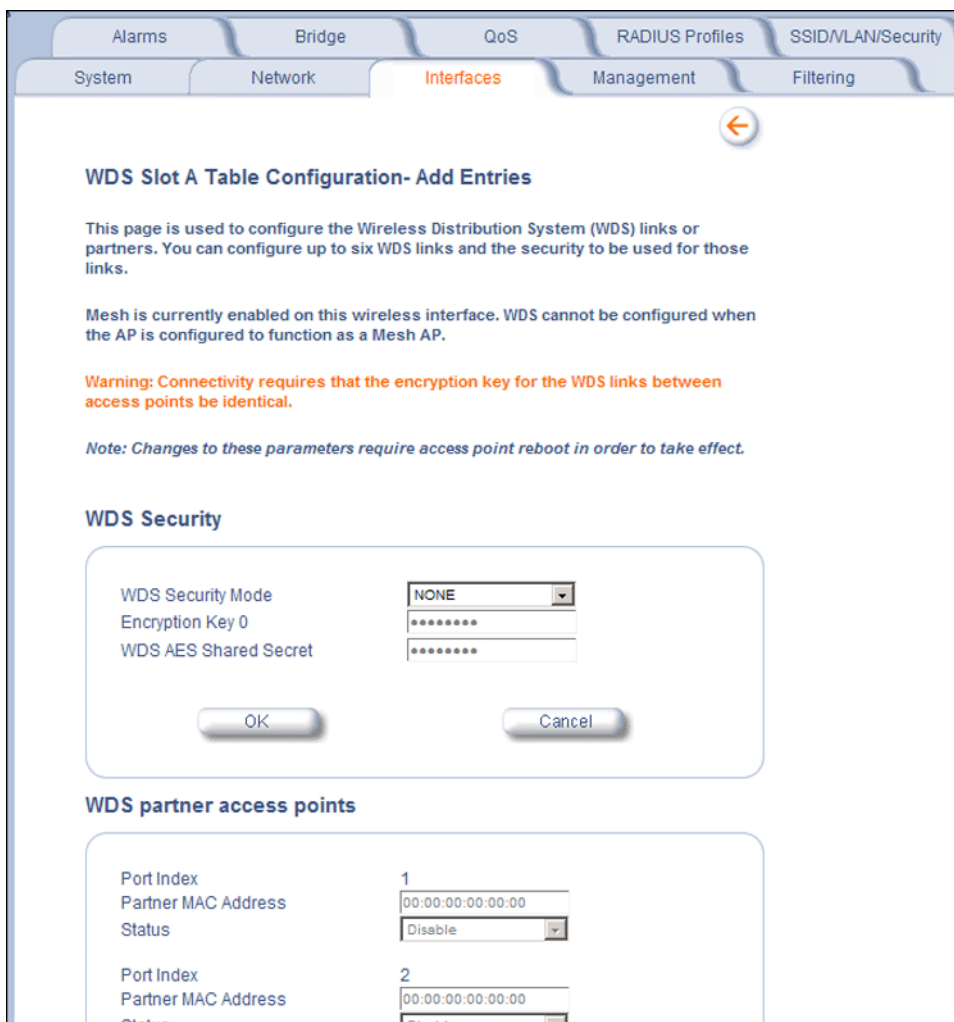 Alarms Bridge QoS RADIUS Profiles SSID/VLAN/Security
System Network Interfaces Management Filtering
WDS Slot A Table Configuration- Add Entries
This page is used to configure the Wireless Distribution System (WDS) links or
partners. You can configure up to six WDS links and the security to be used for those
links.
Mesh is currently enabled on this wireless interface. WDS cannot be configured when
the AP is configured to function as a Mesh AP.
Warning: Connectivity requires that the encryption key for the WDS links between
access points be identical.
Note: Changes to these parameters require access point reboot in order to take effect.
WDS Security
WDS Security Mode NONE
Encryption Key 0 ••••••••
WDS AES Shared Secret ••••••••
OK Cancel
WDS partner access points
Port Index 1
Partner MAC Address 00:00:00:00:00:00
Status Disable
Port Index 2
Partner MAC Address 00:00:00:00:00:00